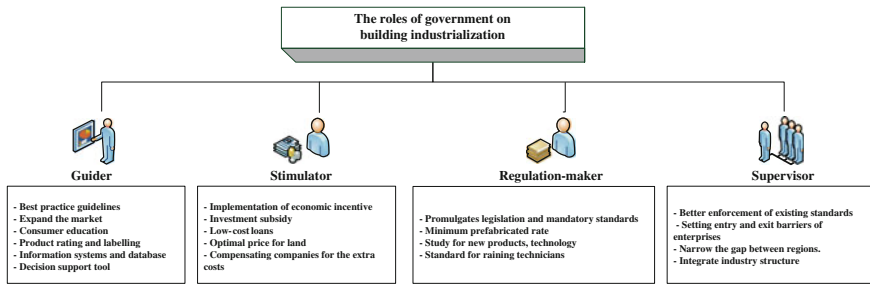 The roles of government on
building industrialization
Guider
Stimulator
Regulation-maker
Supervisor
- Best practice guidelines
- Expand the market
- Consumer education
- Product rating and labelling
- Information systems and database
- Decision support tool
- Implementation of economic incentive
- Investment subsidy
- Low-cost loans
- Optimal price for land
- Compensating companies for the extra
costs
- Promulgates legislation and mandatory standards
- Minimum prefabricated rate
- Study for new products, technology
- Standard for raining technicians
- Better enforcement of existing standards
- Setting entry and exit barriers of
enterprises
- Narrow the gap between regions.
- Integrate industry structure